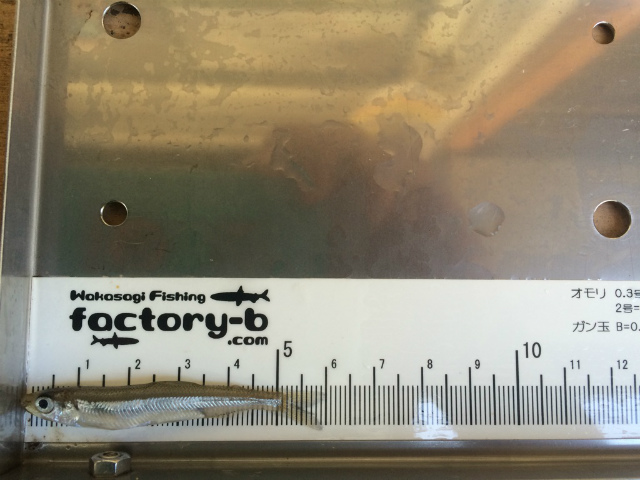 Wakasagi Fishing
factory-b
.com
オモリ 0.3号
2号=
ガン玉 B=0.
1 2 3 4 5 6 7 8 9 10 11 12